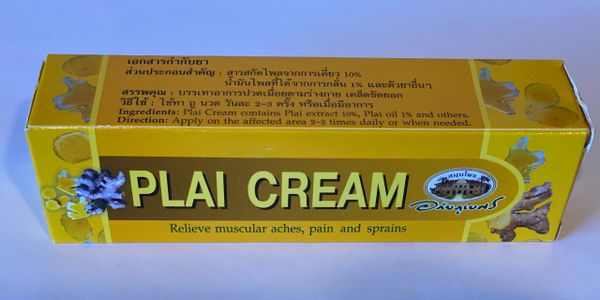 เอกสารกำกับยา
ส่วนประกอบสำคัญ : สารสกัดไพลจากการเคี่ยว 10%
น้ำมันไพลที่ได้จากการกลั่น 1% และตัวยาอื่นๆ
สรรพคุณ : บรรเทาอาการปวดเมื่อยตามร่างกาย เคล็ดขัดยอก
วิธีใช้ : ใช้ทา ถู นวด วันละ 2-3 ครั้ง หรือเมื่อมีอาการ
Ingredients: Plai Cream contains Plai extract 10%, Plai oil 1% and others.
Direction: Apply on the affected area 2-3 times daily or when needed.
PLAI CREAM
สมุนไพร
อภัยภูเบศร
Relieve muscular aches, pain and sprains